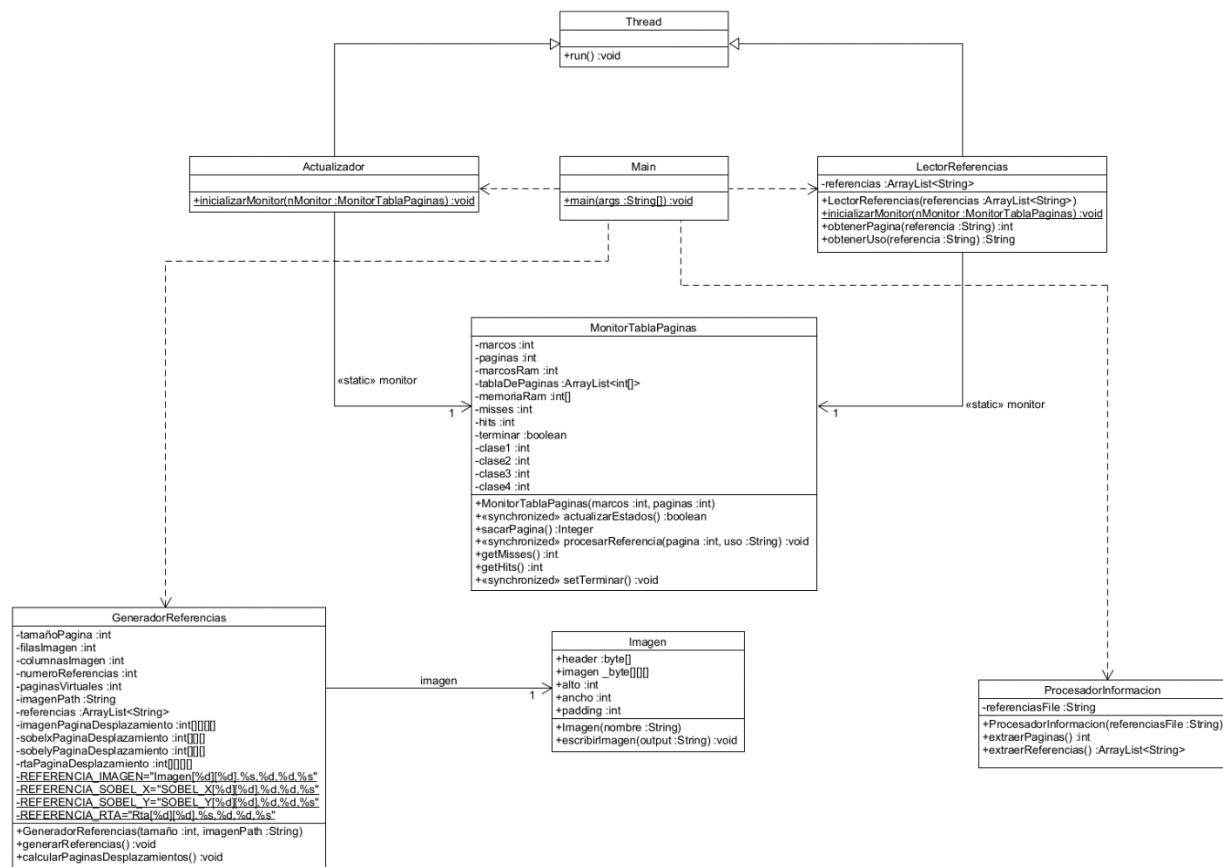 Thread
+run() :void
Actualizador
+inicializarMonitor(nMonitor :MonitorTablaPaginas) :void
Main
+main(args :String[]) :void
LectorReferencias
-referencias :ArrayList<String>
+LectorReferencias(referencias :ArrayList<String>)
+inicializarMonitor(nMonitor :MonitorTablaPaginas) :void
+obtenerPagina(referencia :String) :int
+obtenerUso(referencia :String) :String
MonitorTablaPaginas
-marcos :int
-paginas :int
-marcosRam :int
-tablaDePaginas :ArrayList<int[]>
-memoriaRam :int[]
-misses :int
-hits :int
-terminar :boolean
-clase1 :int
-clase2 :int
-clase3 :int
-clase4 :int
+MonitorTablaPaginas(marcos :int, paginas :int)
+«synchronized» actualizarEstados() :boolean
+sacarPagina() :Integer
+«synchronized» procesarReferencia(pagina :int, uso :String) :void
+getMisses() :int
+getHits() :int
+«synchronized» setTerminar() :void
«static» monitor
1
«static» monitor
1
GeneradorReferencias
-tamañoPagina :int
-filasImagen :int
-columnasImagen :int
-numeroReferencias :int
-paginasVirtuales :int
-imagenPath :String
-referencias :ArrayList<String>
-imagenPaginaDesplazamiento :int[][][][]
-sobelxPaginaDesplazamiento :int[][][]
-sobelyPaginaDesplazamiento :int[][][]
-rtaPaginaDesplazamiento :int[][][][]
-REFERENCIA_IMAGEN="Imagen[%d][%d].%s,%d,%d,%s"
-REFERENCIA_SOBEL_X="SOBEL_X[%d][%d],%d,%d,%s"
-REFERENCIA_SOBEL_Y="SOBEL_Y[%d][%d],%d,%d,%s"
-REFERENCIA_RTA="Rta[%d][%d].%s,%d,%d,%s"
+GeneradorReferencias(tamaño :int, imagenPath :String)
+generarReferencias() :void
+calcularPaginasDesplazamientos() :void
imagen
1
Imagen
+header :byte[]
+imagen _byte[][][]
+alto :int
+ancho :int
+padding :int
+Imagen(nombre :String)
+escribirImagen(output :String) :void
ProcesadorInformacion
-referenciasFile :String
+ProcesadorInformacion(referenciasFile :String)
+extraerPaginas() :int
+extraerReferencias() :ArrayList<String>